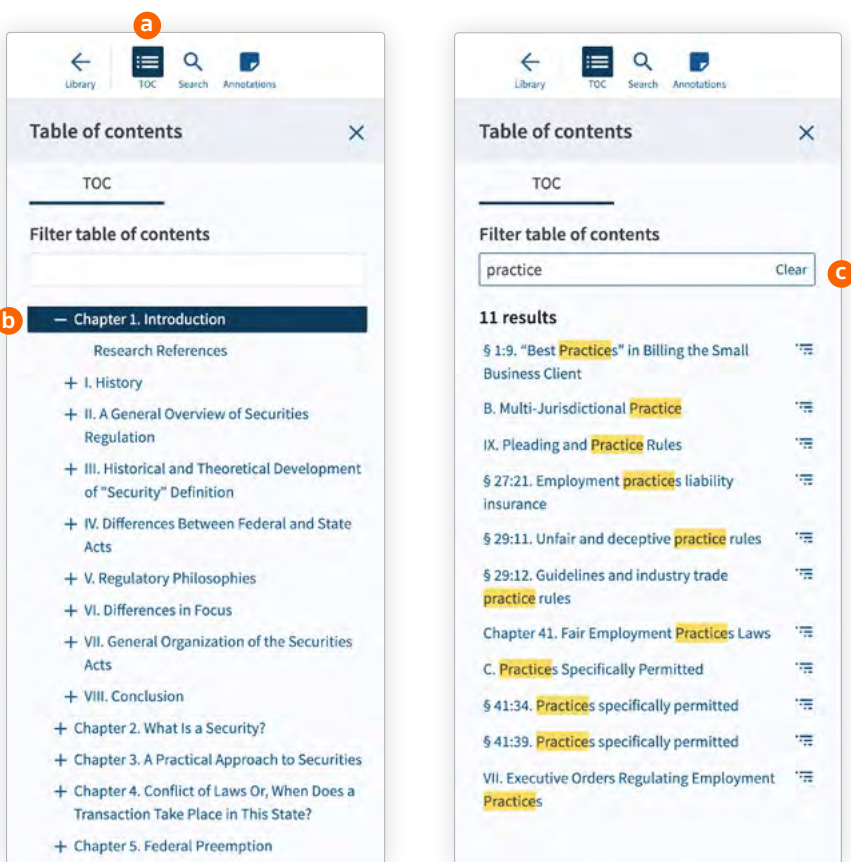 a
Library
TOC
Search
Annotations
Table of contents
TOC
Filter table of contents
b
— Chapter 1. Introduction
Research References
+ I. History
+ II. A General Overview of Securities
Regulation
+ III. Historical and Theoretical Development
of "Security" Definition
+ IV. Differences Between Federal and State
Acts
+ V. Regulatory Philosophies
+ VI. Differences in Focus
+ VII. General Organization of the Securities
Acts
+ VIII. Conclusion
+ Chapter 2. What Is a Security?
+ Chapter 3. A Practical Approach to Securities
+ Chapter 4. Conflict of Laws Or, When Does a
Transaction Take Place in This State?
+ Chapter 5. Federal Preemption
Library
TOC
Search
Annotations
Table of contents
TOC
Filter table of contents
practice
Clear
c
11 results
§ 1:9. “Best Practices” in Billing the Small
Business Client
B. Multi-Jurisdictional Practice
IX. Pleading and Practice Rules
§ 27:21. Employment practices liability
insurance
§ 29:11. Unfair and deceptive practice rules
§ 29:12. Guidelines and industry trade
practice rules
Chapter 41. Fair Employment Practices Laws
C. Practices Specifically Permitted
§ 41:34. Practices specifically permitted
§ 41:39. Practices specifically permitted
VII. Executive Orders Regulating Employment
Practices